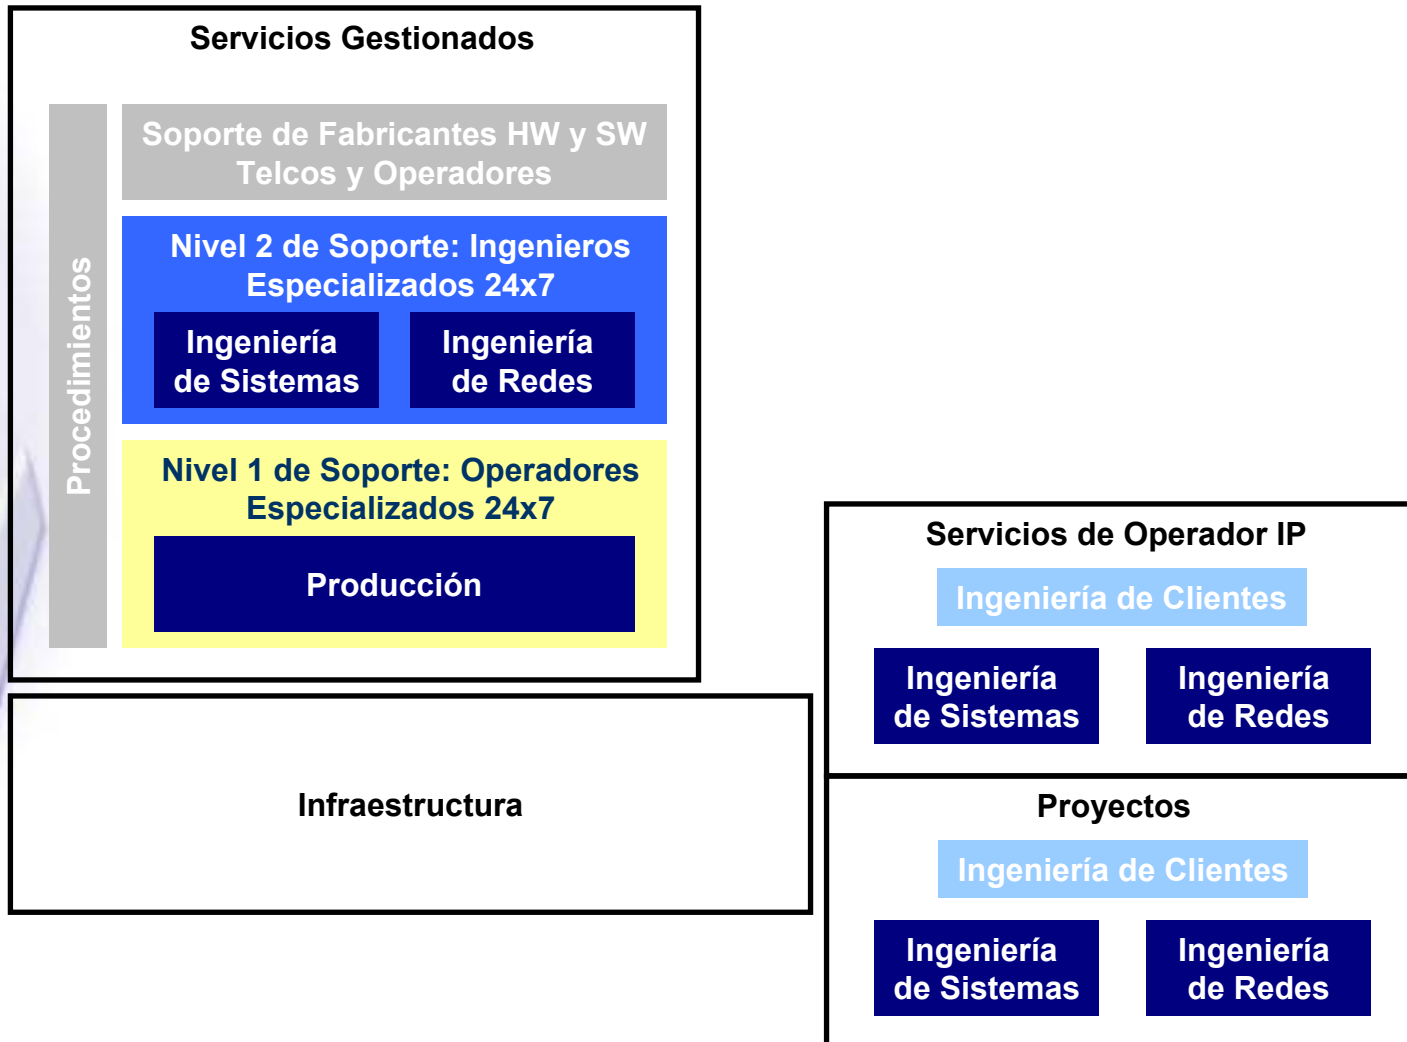 Servicios Gestionados
Procedimientos
Soporte de Fabricantes HW y SW
Telcos y Operadores
Nivel 2 de Soporte: Ingenieros
Especializados 24x7
Ingeniería
de Sistemas
Ingeniería
de Redes
Nivel 1 de Soporte: Operadores
Especializados 24x7
Producción
Infraestructura
Servicios de Operador IP
Ingeniería de Clientes
Ingeniería
de Sistemas
Ingeniería
de Redes
Proyectos
Ingeniería de Clientes
Ingeniería
de Sistemas
Ingeniería
de Redes